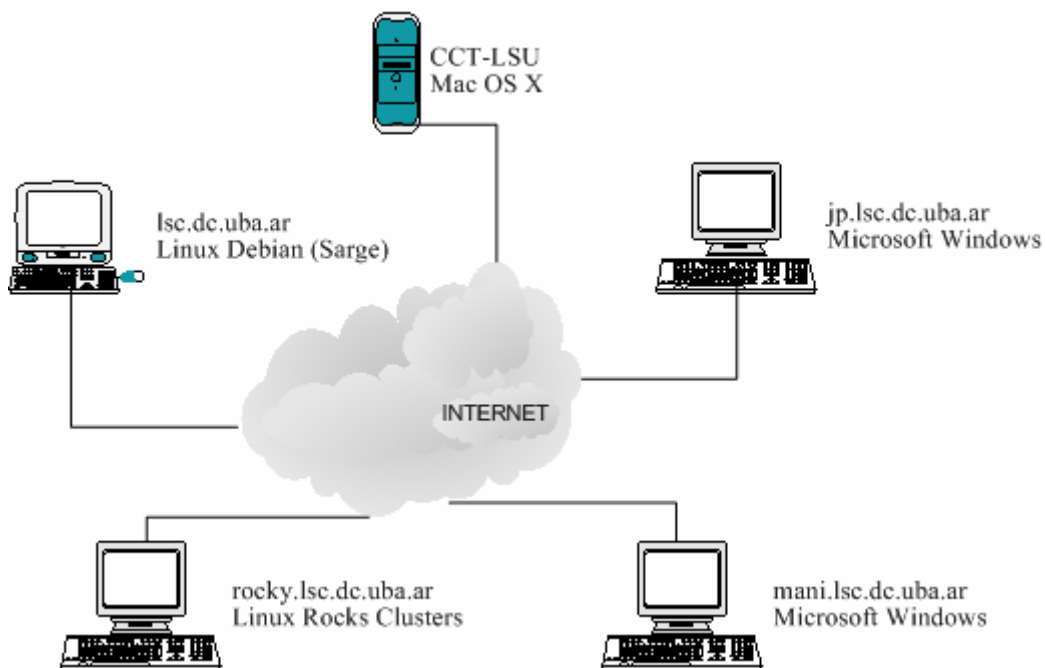 CCT-LSU
Mac OS X
lsc.dc.uba.ar
Linux Debian (Sarge)
jp.lsc.dc.uba.ar
Microsoft Windows
INTERNET
rocky.lsc.dc.uba.ar
Linux Rocks Clusters
mani.lsc.dc.uba.ar
Microsoft Windows